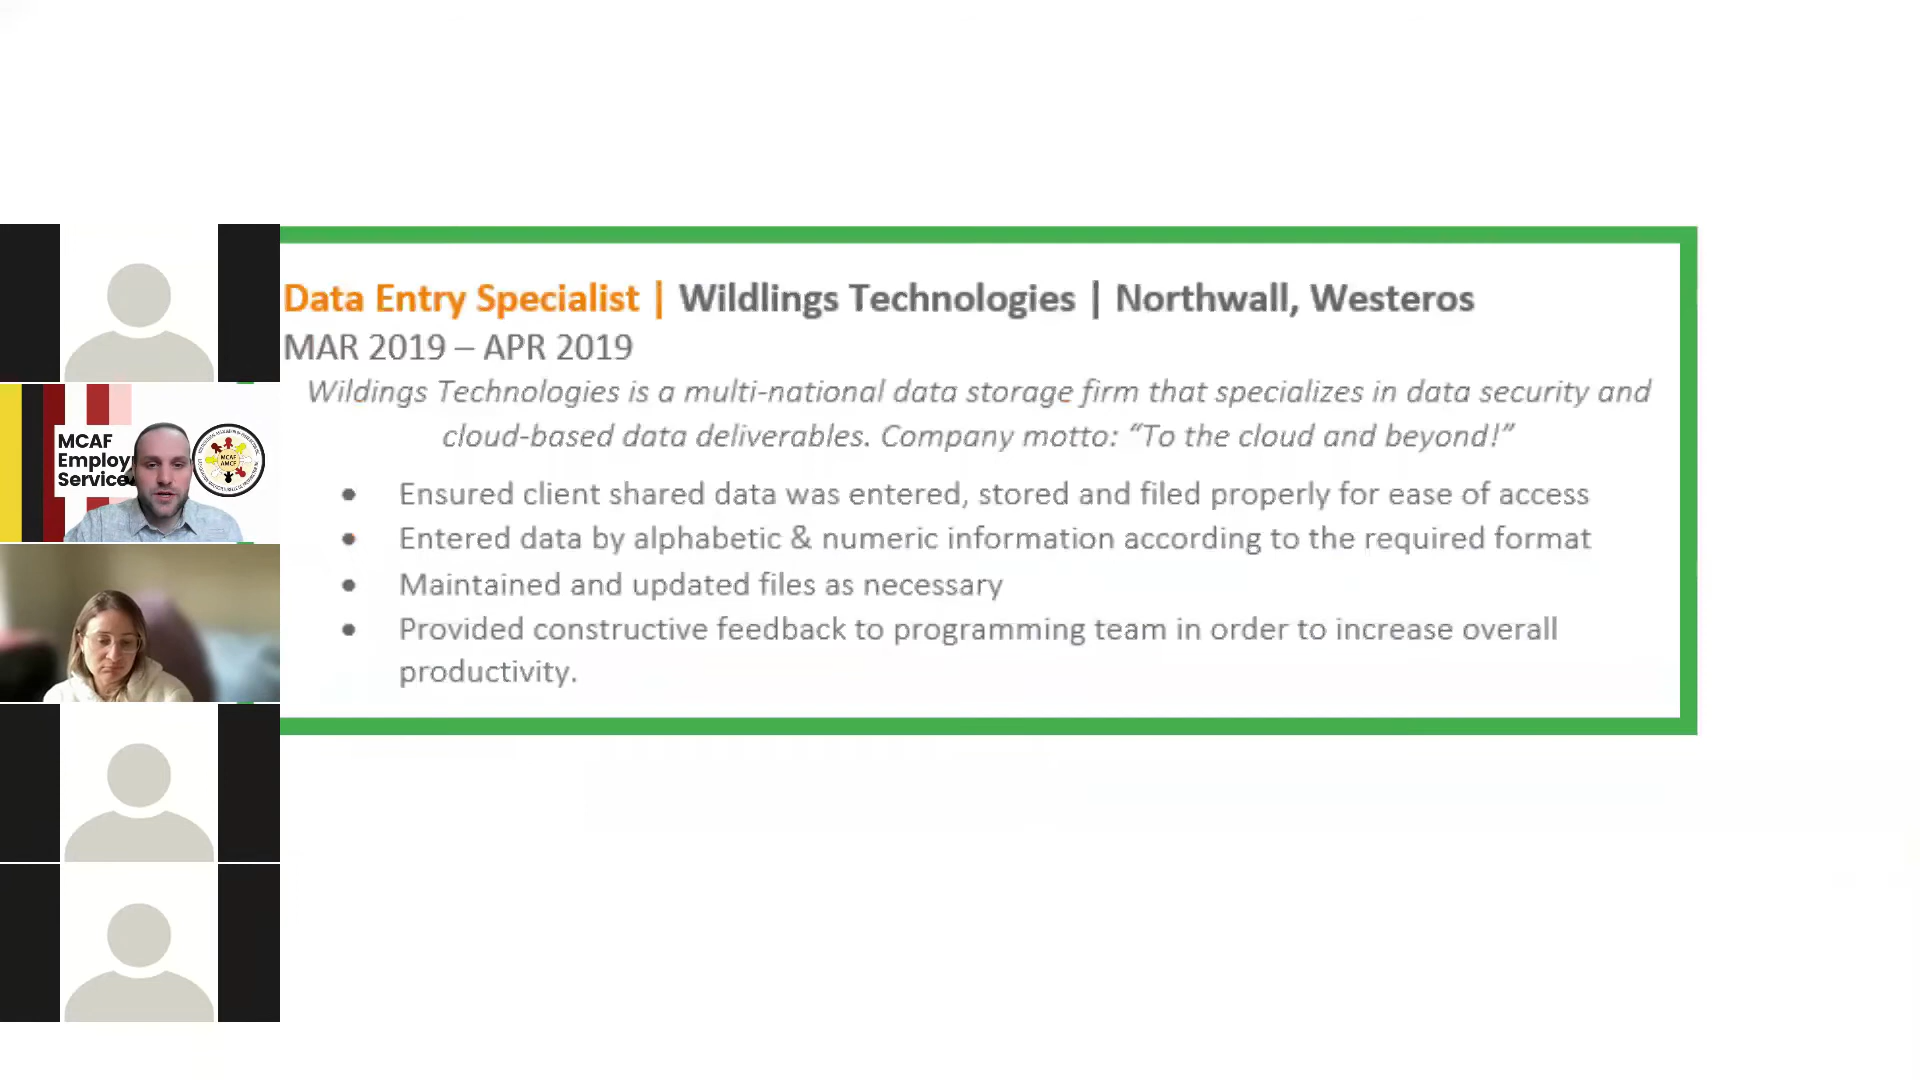 Data Entry Specialist | Wildlings Technologies | Northwall, Westeros
MAR 2019 – APR 2019
Wildings Technologies is a multi-national data storage firm that specializes in data security and
cloud-based data deliverables. Company motto: “To the cloud and beyond!”
• Ensured client shared data was entered, stored and filed properly for ease of access
• Entered data by alphabetic & numeric information according to the required format
• Maintained and updated files as necessary
• Provided constructive feedback to programming team in order to increase overall
productivity.
MCAF
Employ
Service
MCAF
AMCF